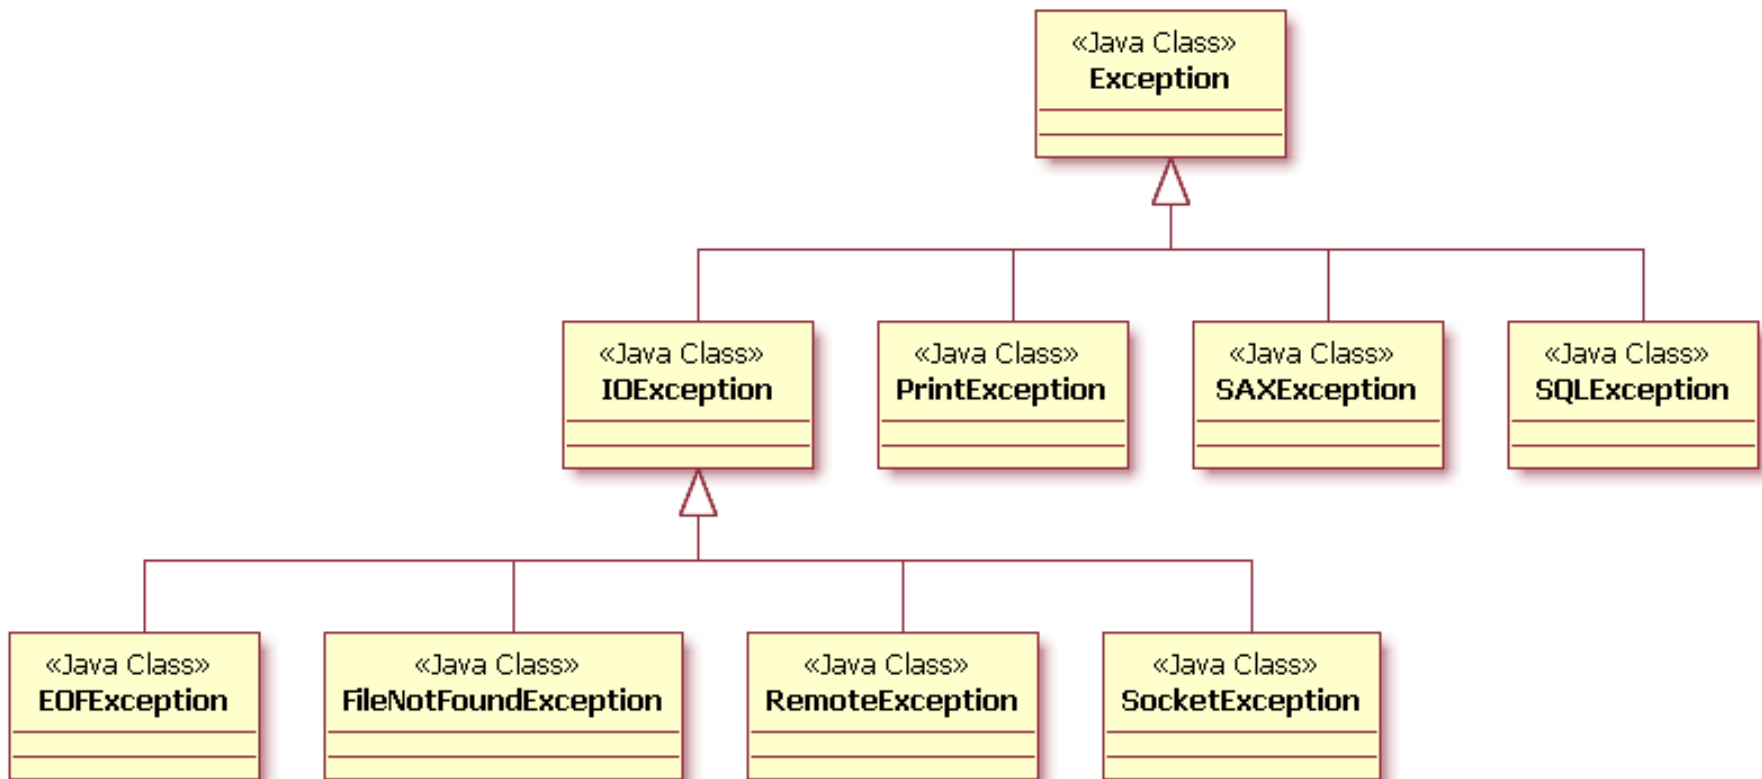 «Java Class»
Exception
«Java Class»
IOException
«Java Class»
PrintException
«Java Class»
SAXException
«Java Class»
SQLException
«Java Class»
EOFException
«Java Class»
FileNotFoundException
«Java Class»
RemoteException
«Java Class»
SocketException